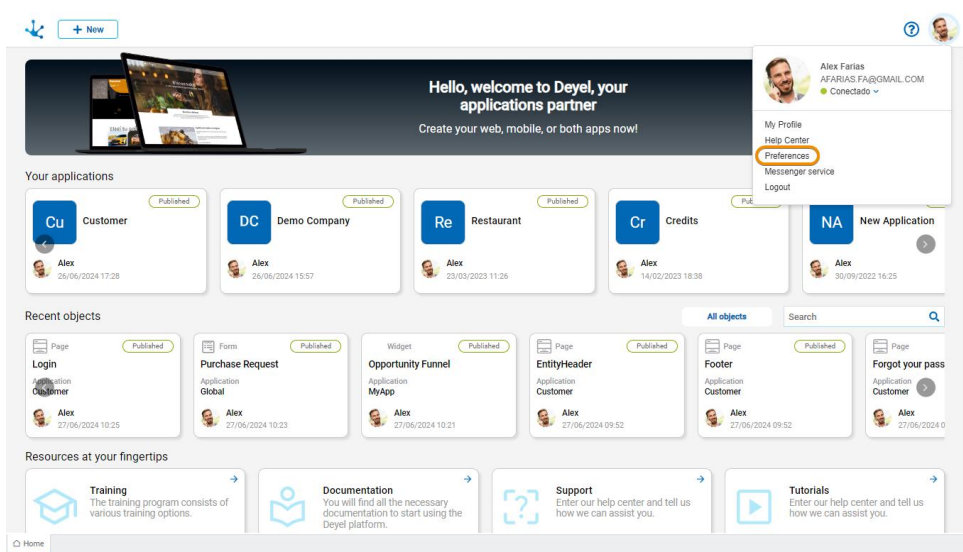 + New
Hello, welcome to Deyel, your
applications partner
Create your web, mobile, or both apps now!
Alex Farias
AFARIAS.FA@GMAIL.COM
Conectado
My Profile
Help Center
Preferences
Messenger service
Logout
Your applications
Published
Cu
Customer
Alex
26/06/2024 17:28
Published
DC
Demo Company
Alex
26/06/2024 15:57
Published
Re
Restaurant
Alex
23/03/2023 11:26
Cr
Credits
Alex
14/02/2023 18:38
NA
New Application
Alex
30/09/2022 16:25
Recent objects
All objects
Search
Page
Published
Login
Application
Customer
Alex
27/06/2024 10:25
Form
Published
Purchase Request
Application
Global
Alex
27/06/2024 10:23
Widget
Published
Opportunity Funnel
Application
MyApp
Alex
27/06/2024 10:21
Page
Published
EntityHeader
Application
Customer
Alex
27/06/2024 09:52
Page
Published
Footer
Application
Customer
Alex
27/06/2024 09:52
Page
Forgot your pass
Application
Customer
Alex
27/06/2024 0
Resources at your fingertips
Training
The training program consists of
various training options.
Documentation
You will find all the necessary
documentation to start using the
Deyel platform.
Support
Enter our help center and tell us
how we can assist you.
Tutorials
Enter our help center and tell us
how we can assist you.
Home